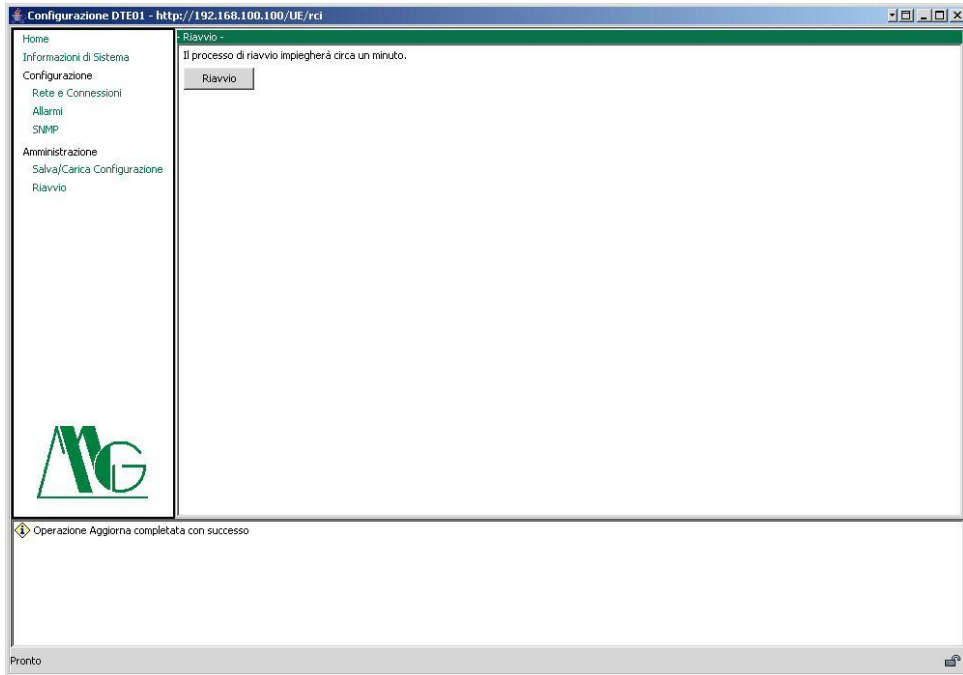 Configurazione DTE01 - http://192.168.100.100/UE/rci
Home
Informazioni di Sistema
Configurazione
Rete e Connessioni
Allarmi
SNMP
Amministrazione
Salva/Carica Configurazione
Riavvio
- Riavvio -
Il processo di riavvio impiegherà circa un minuto.
Riavvio
MG
Operazione Aggiorna completata con successo
Pronto